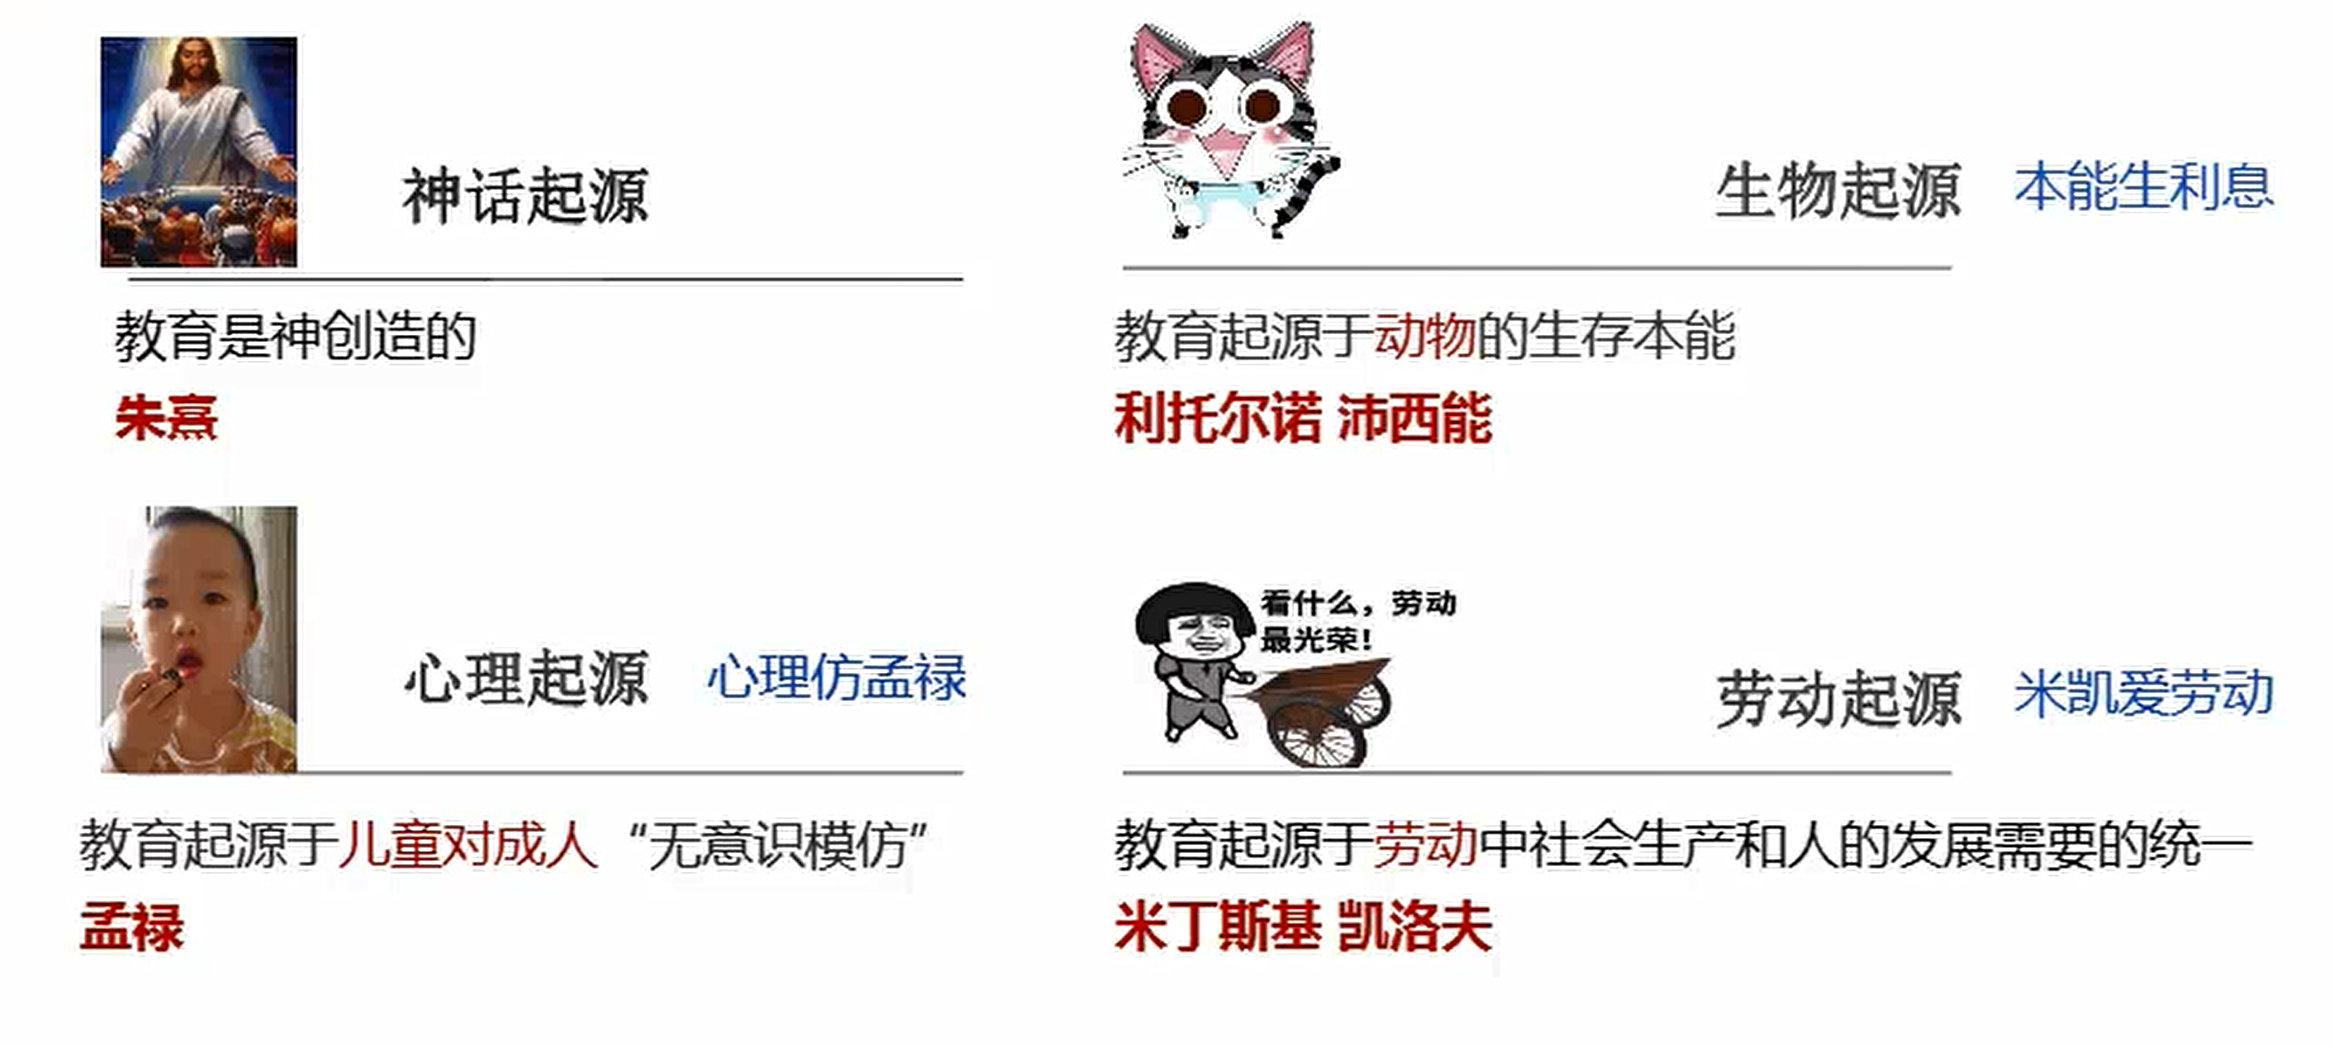 神话起源
教育是神创造的
朱熹
生物起源 本能生利息
教育起源于动物的生存本能
利托尔诺 沛西能
心理起源 心理仿孟禄
教育起源于儿童对成人“无意识模仿”
孟禄
看什么，劳动
最光荣！
劳动起源 米凯爱劳动
教育起源于劳动中社会生产和人的发展需要的统一
米丁斯基 凯洛夫